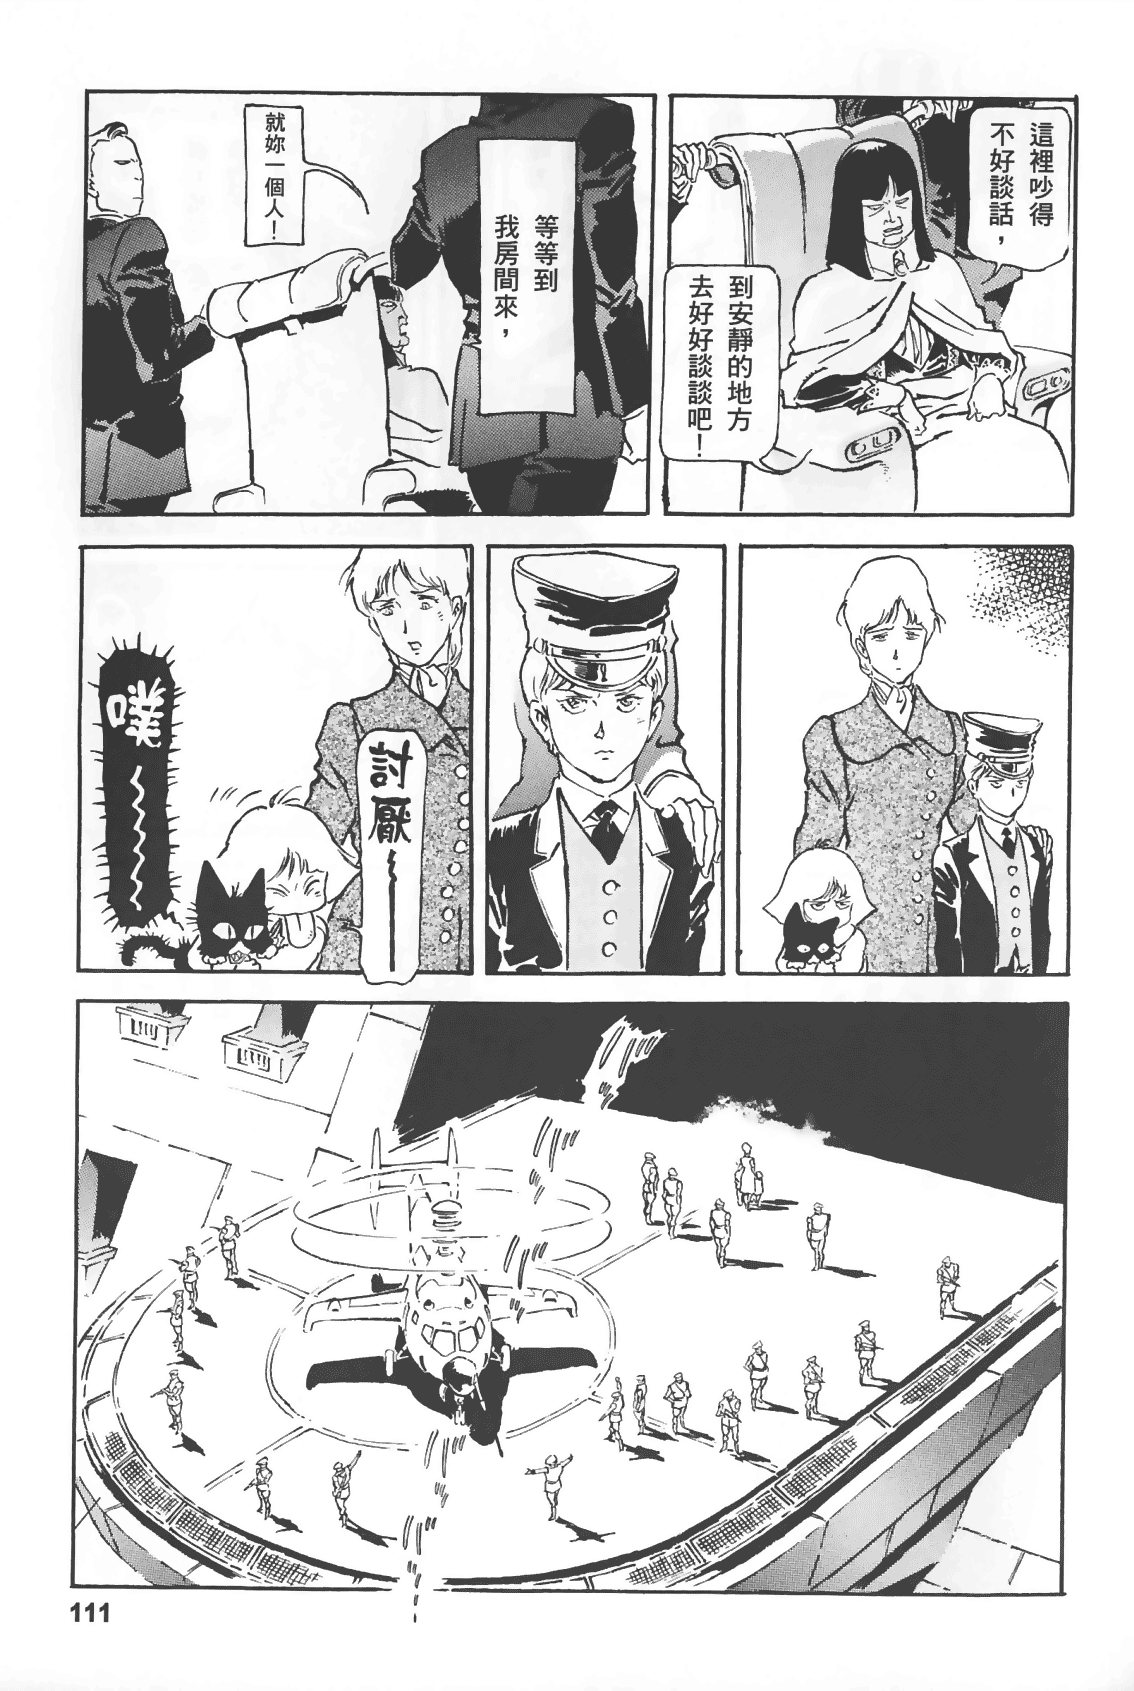 這裡吵得
不好談話，
到安靜的地方
去好好談談吧！
等等到
我房間來，
就妳一個人！
討厭～
噗～
111